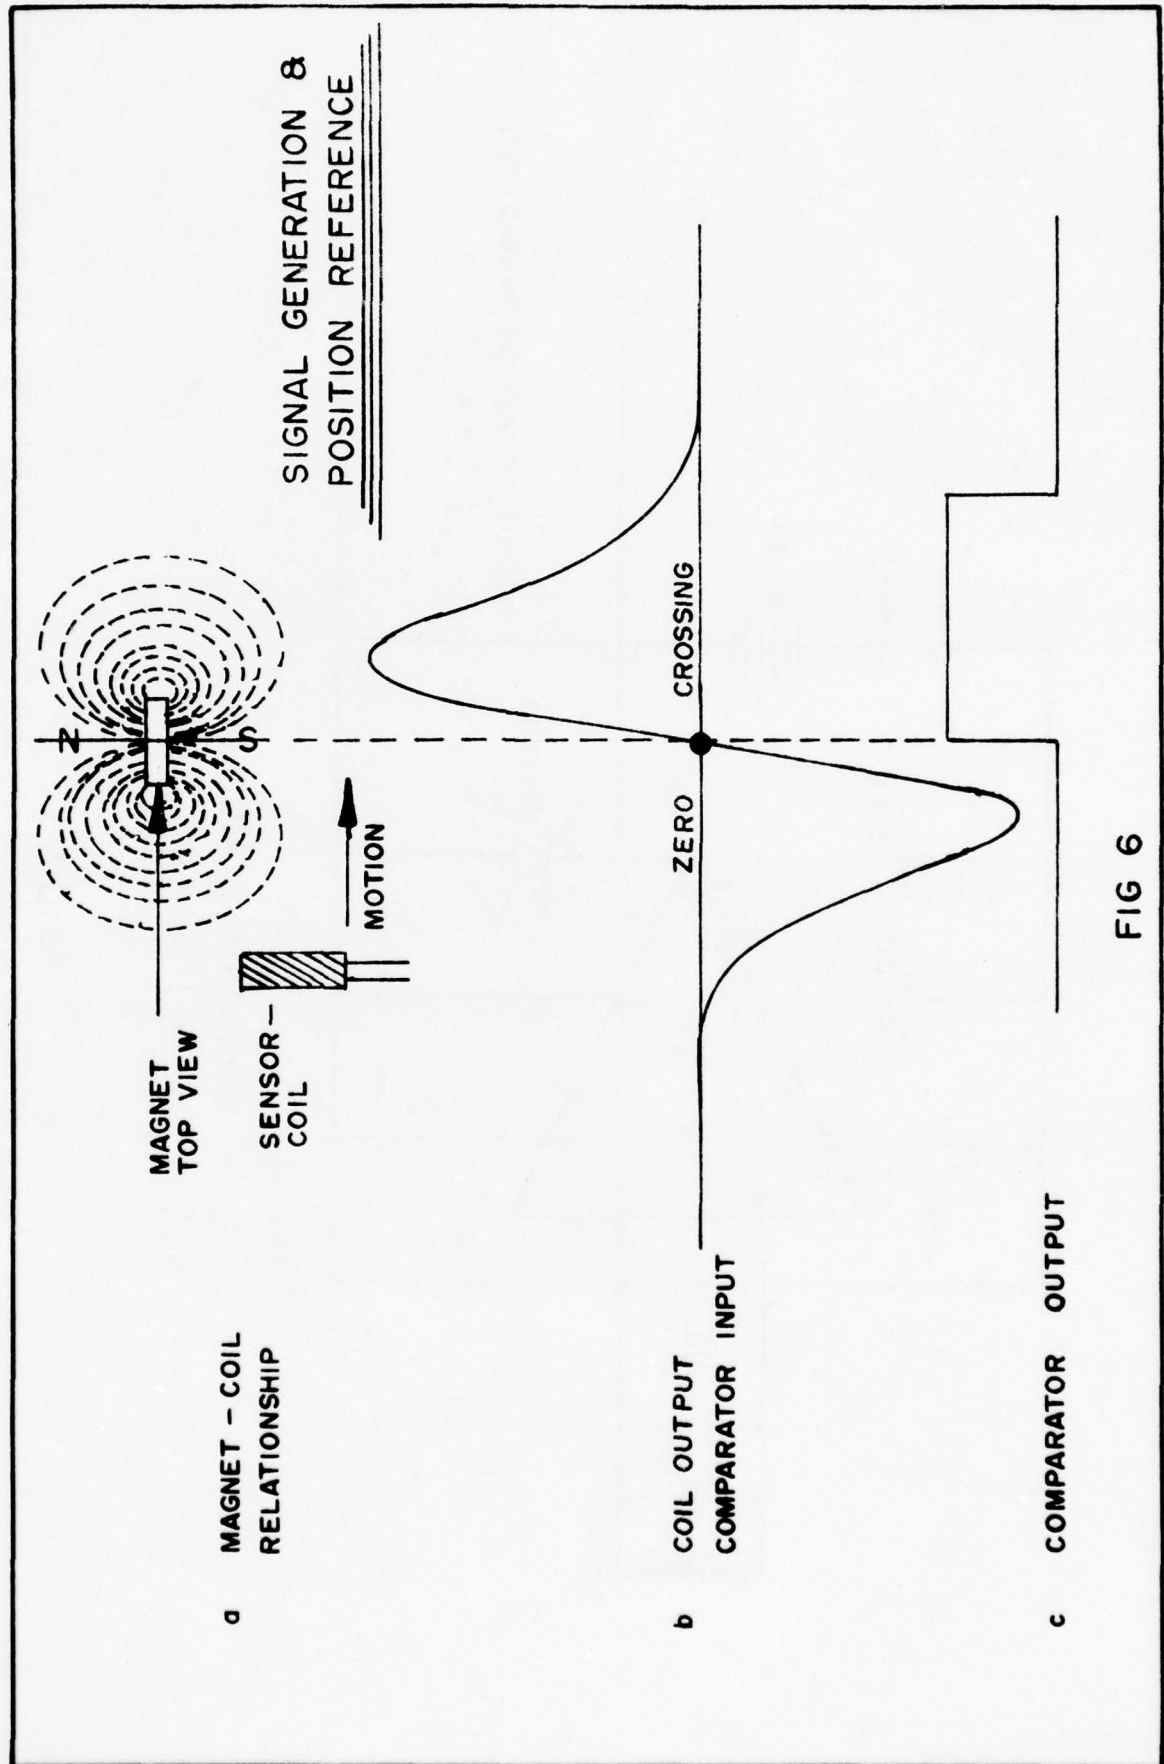 SIGNAL GENERATION &
POSITION REFERENCE
N
S
MAGNET
TOP VIEW
SENSOR—
COIL
MOTION
a MAGNET – COIL
RELATIONSHIP
ZERO CROSSING
b COIL OUTPUT
COMPARATOR INPUT
c COMPARATOR OUTPUT
FIG 6